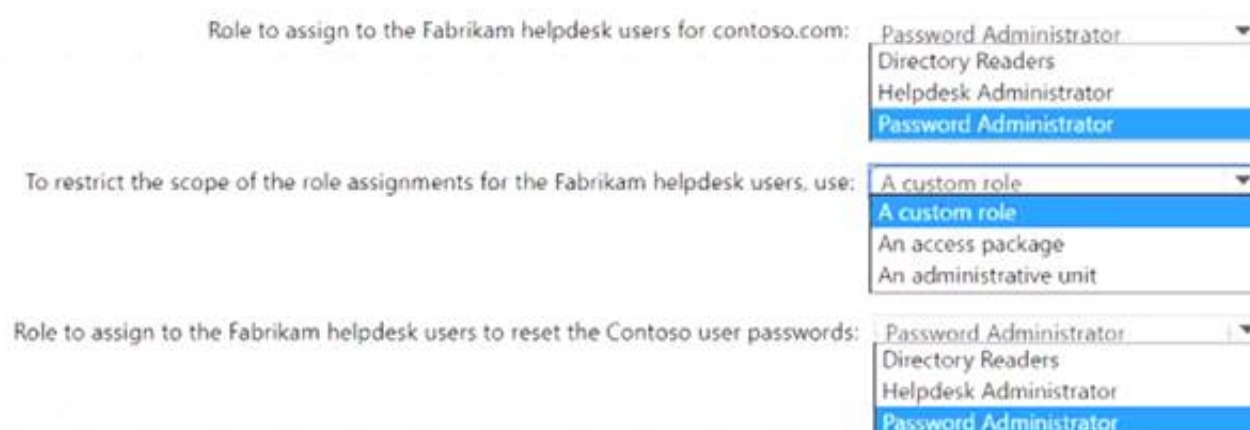 Role to assign to the Fabrikam helpdesk users for contoso.com: Password Administrator
Directory Readers
Helpdesk Administrator
Password Administrator
To restrict the scope of the role assignments for the Fabrikam helpdesk users, use: A custom role
A custom role
An access package
An administrative unit
Role to assign to the Fabrikam helpdesk users to reset the Contoso user passwords: Password Administrator
Directory Readers
Helpdesk Administrator
Password Administrator